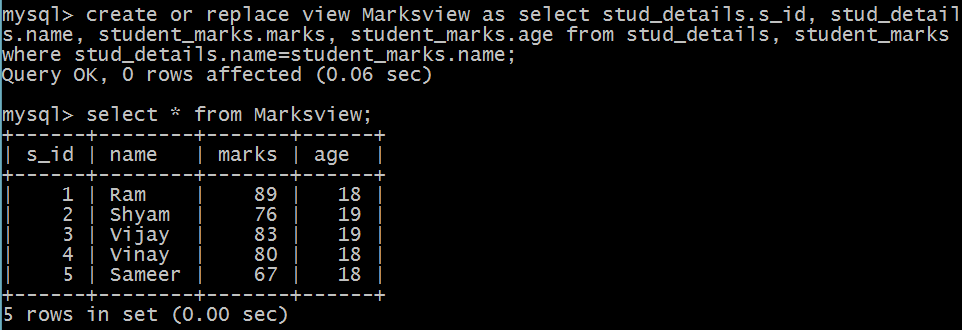 mysql> create or replace view Marksview as select stud_details.s_id, stud_detail
s.name, student_marks.marks, student_marks.age from stud_details, student_marks
where stud_details.name=student_marks.name;
Query OK, 0 rows affected (0.06 sec)
mysql> select * from Marksview;
+------+--------+-------+------+
| s_id | name   | marks | age  |
+------+--------+-------+------+
|    1 | Ram    |    89 |   18 |
|    2 | Shyam  |    76 |   19 |
|    3 | Vijay  |    83 |   19 |
|    4 | Vinay  |    80 |   18 |
|    5 | Sameer |    67 |   18 |
+------+--------+-------+------+
5 rows in set (0.00 sec)